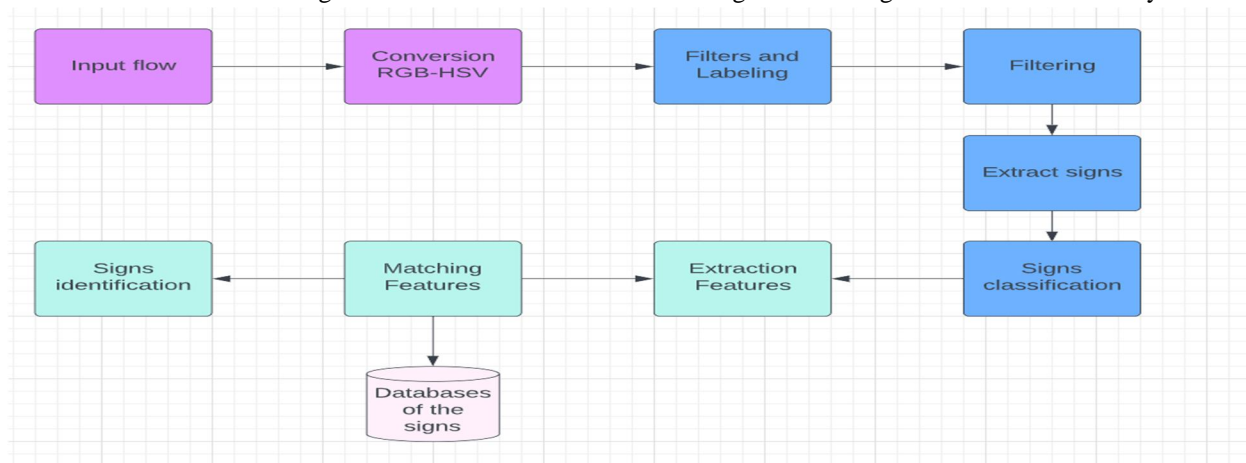 Input flow
Conversion
RGB-HSV
Filters and
Labeling
Filtering
Extract signs
Signs
identification
Matching
Features
Extraction
Features
Signs
classification
Databases
of the
signs